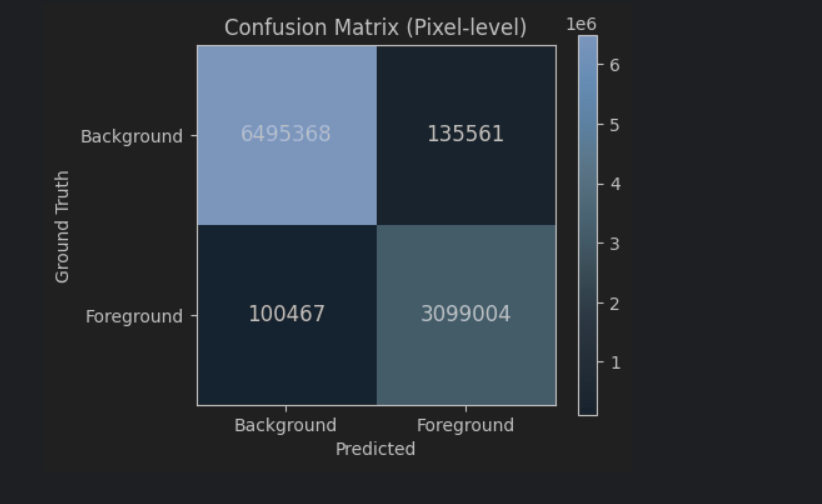 Confusion Matrix (Pixel-level)
1e6
6
5
4
3
2
1
Ground Truth
Background
6495368
135561
Foreground
100467
3099004
Background
Foreground
Predicted